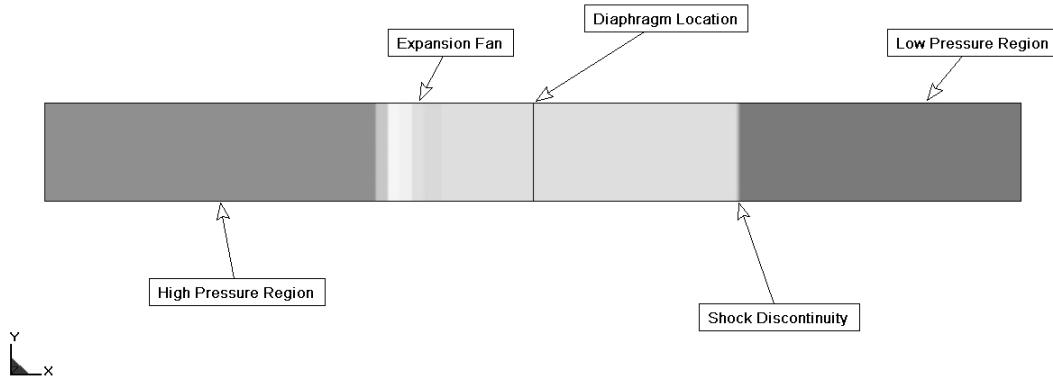 Diaphragm Location
Expansion Fan
Low Pressure Region
High Pressure Region
Shock Discontinuity
Y
X